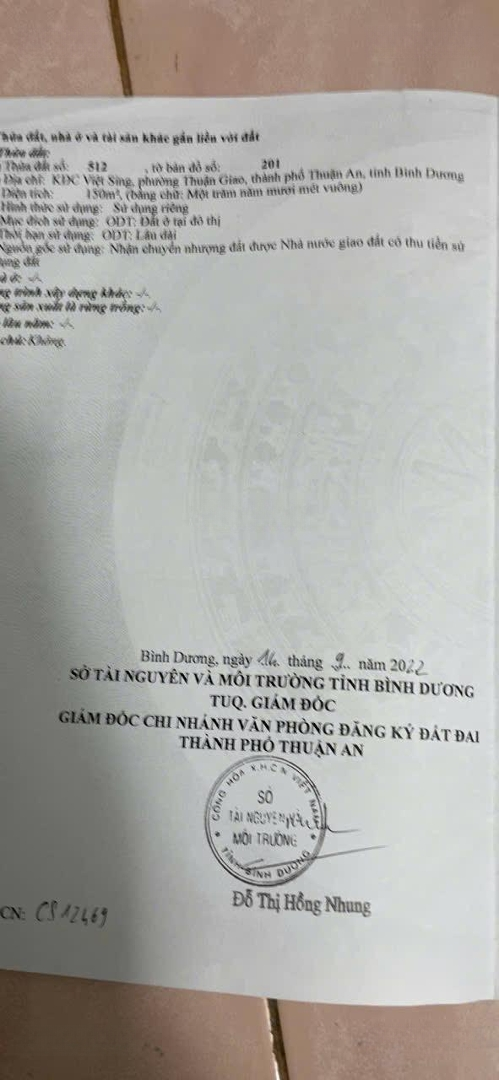 Thửa đất, nhà ở và tài sản khác gắn liền với đất
Thửa đất:
Thửa đất số: 512 , tờ bản đồ số: 201
Địa chỉ: KDC Việt Sing, phường Thuận Giao, thành phố Thuận An, tỉnh Bình Dương
Diện tích: 150m², (bằng chữ: Một trăm năm mươi mét vuông)
Hình thức sử dụng: Sử dụng riêng
Mục đích sử dụng: ODT: Đất ở tại đô thị
Thời hạn sử dụng: ODT: Lâu dài
Nguồn gốc sử dụng: Nhận chuyển nhượng đất được Nhà nước giao đất có thu tiền sử
dụng đất
ở: -/-
trình xây dựng khác: -/-
sản xuất là rừng trồng: -/-
lâu năm: -/-
chú: Không.
Bình Dương, ngày 14. tháng 9.. năm 2022
SỞ TÀI NGUYÊN VÀ MÔI TRƯỜNG TỈNH BÌNH DƯƠNG
TUQ. GIÁM ĐỐC
GIÁM ĐỐC CHI NHÁNH VĂN PHÒNG ĐĂNG KÝ ĐẤT ĐAI
THÀNH PHỐ THUẬN AN
CỘNG HÒA X.H.C.N VIỆT NAM
SỞ
TÀI NGUYÊN VÀ
MÔI TRƯỜNG
TỈNH BÌNH DƯƠNG
Đỗ Thị Hồng Nhung
CN: CS12469